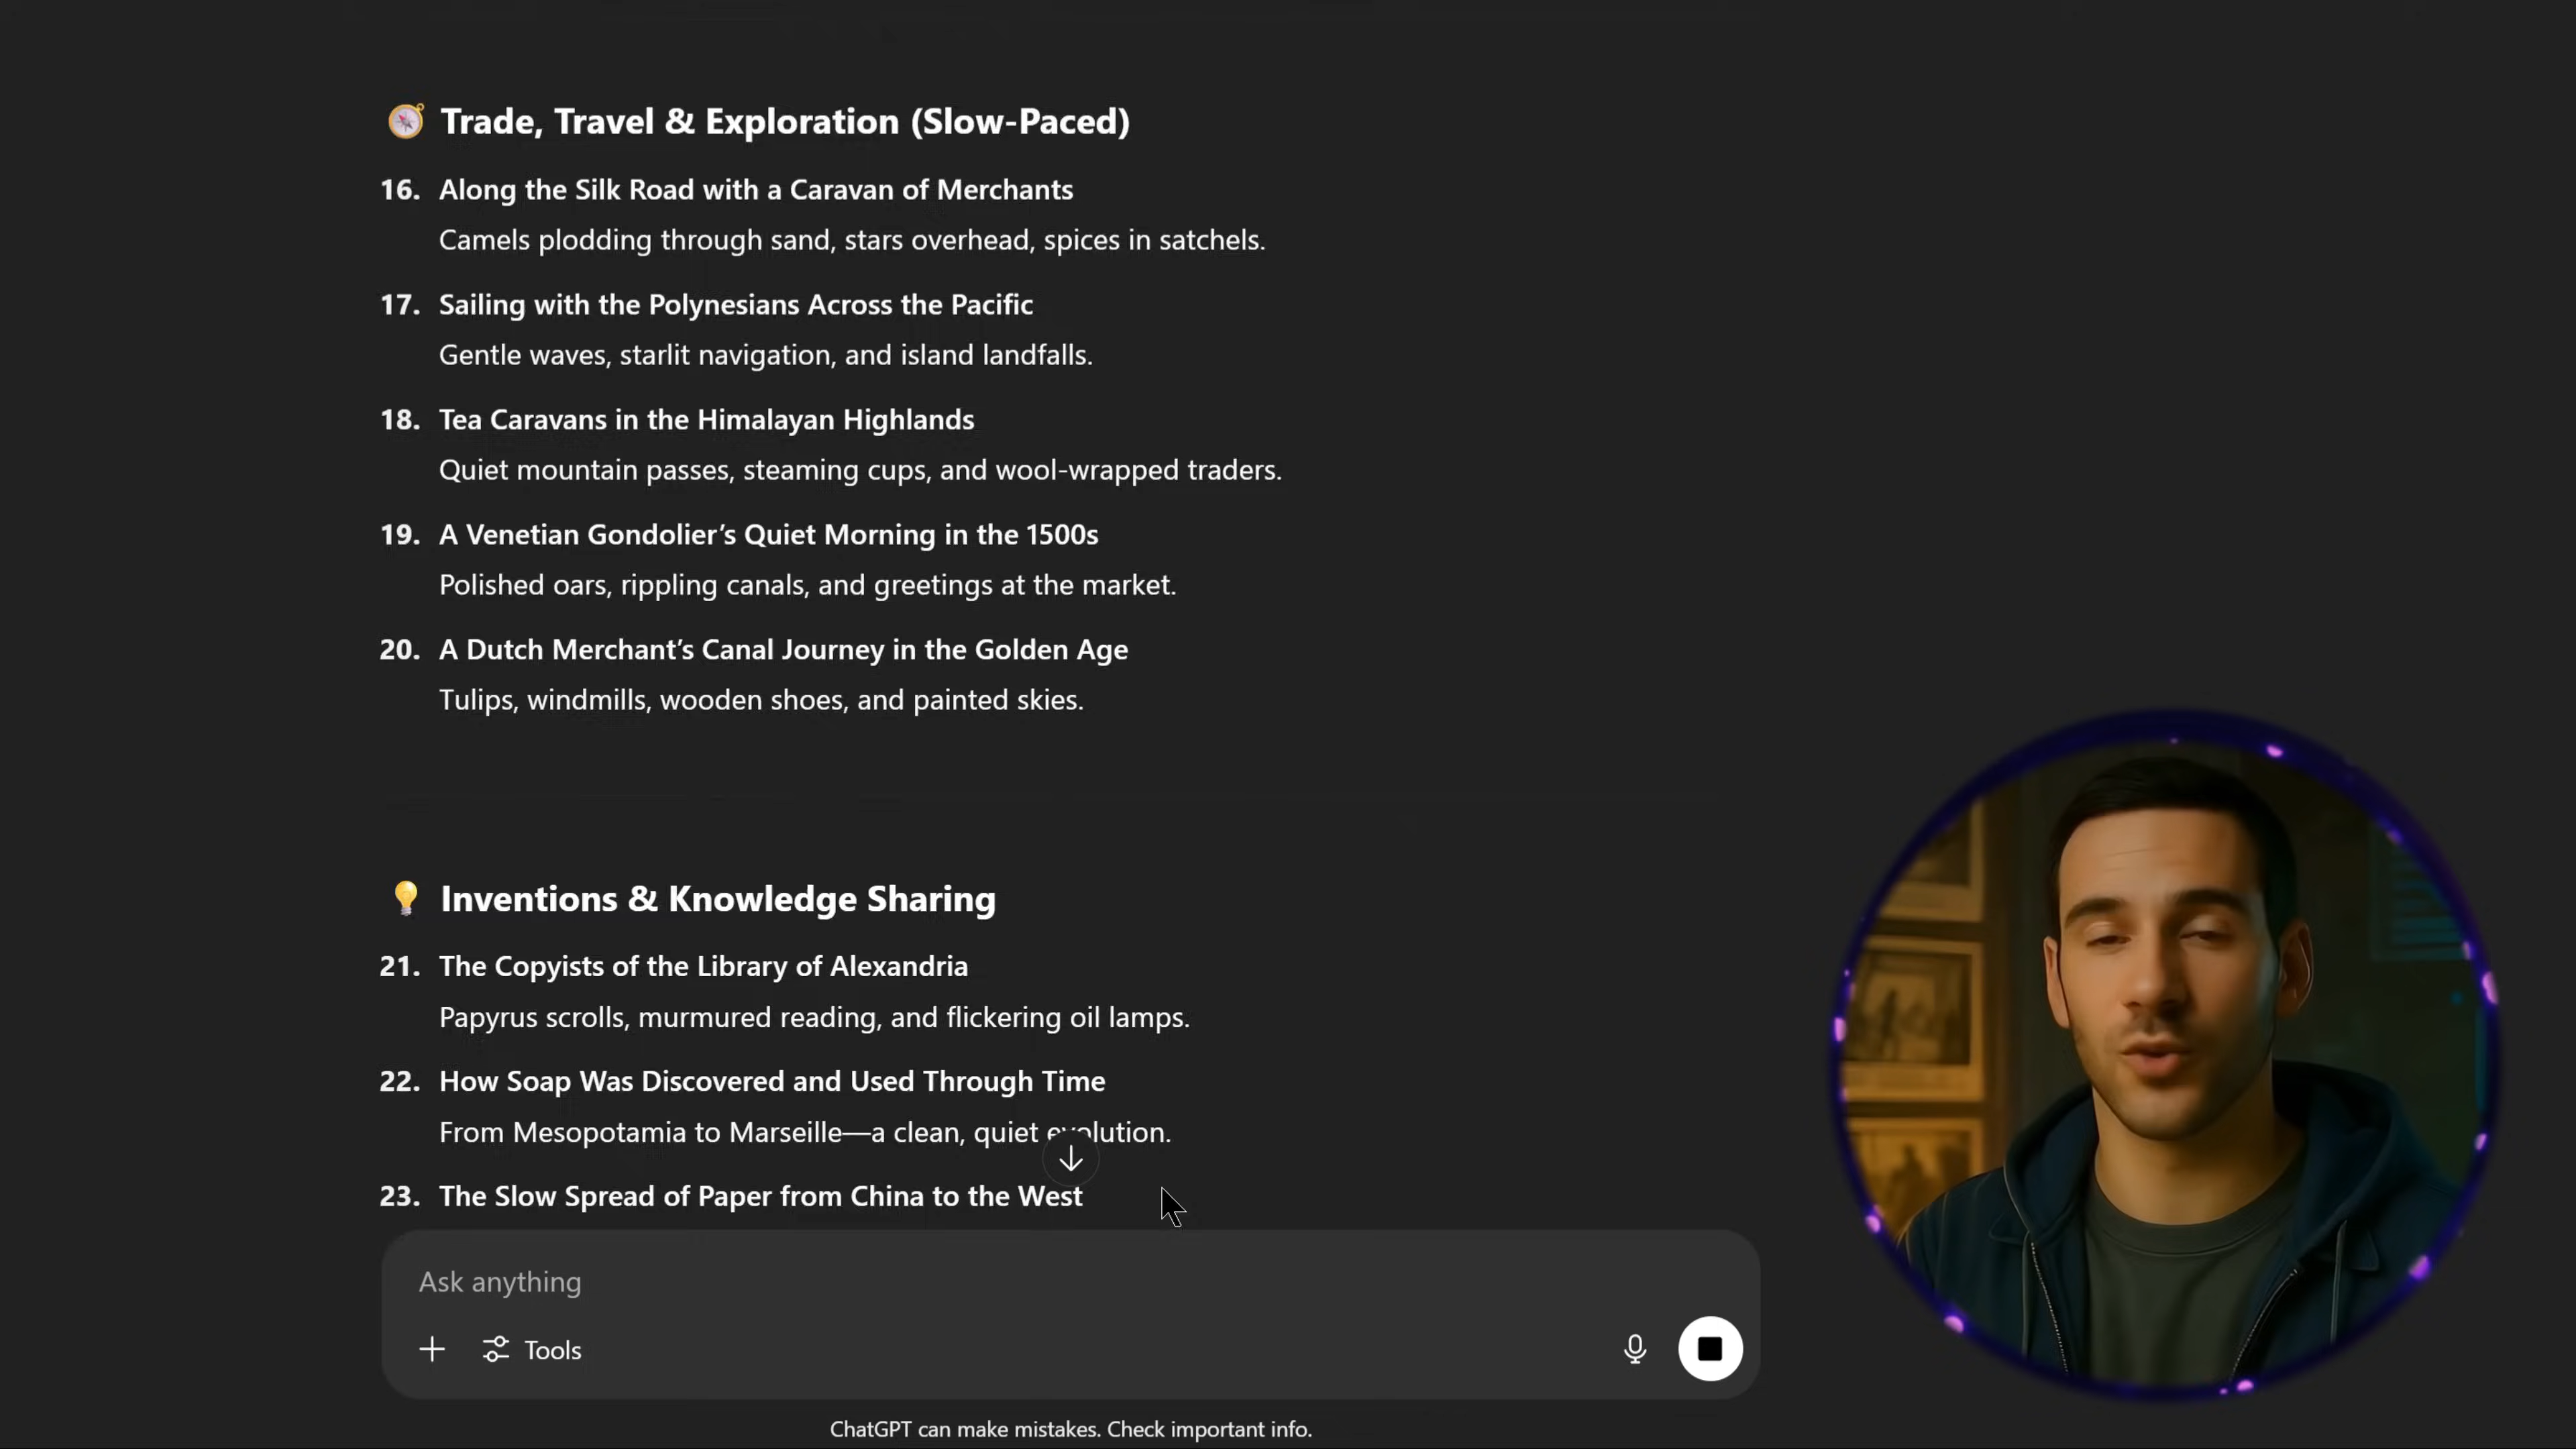 Trade, Travel & Exploration (Slow-Paced)
16. Along the Silk Road with a Caravan of Merchants
Camels plodding through sand, stars overhead, spices in satchels.
17. Sailing with the Polynesians Across the Pacific
Gentle waves, starlit navigation, and island landfalls.
18. Tea Caravans in the Himalayan Highlands
Quiet mountain passes, steaming cups, and wool-wrapped traders.
19. A Venetian Gondolier’s Quiet Morning in the 1500s
Polished oars, rippling canals, and greetings at the market.
20. A Dutch Merchant’s Canal Journey in the Golden Age
Tulips, windmills, wooden shoes, and painted skies.
Inventions & Knowledge Sharing
21. The Copyists of the Library of Alexandria
Papyrus scrolls, murmured reading, and flickering oil lamps.
22. How Soap Was Discovered and Used Through Time
From Mesopotamia to Marseille—a clean, quiet evolution.
23. The Slow Spread of Paper from China to the West
Ask anything
Tools
ChatGPT can make mistakes. Check important info.